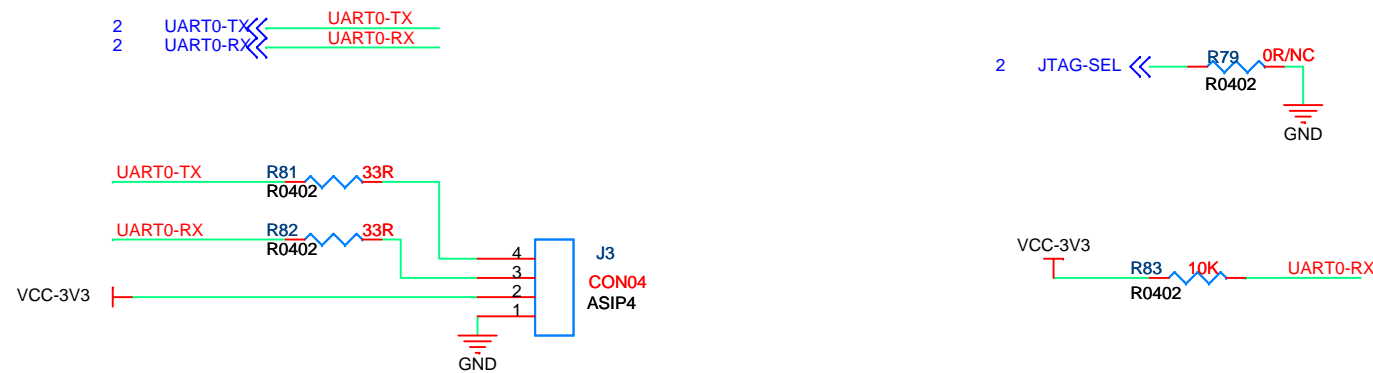 2 UART0-TX UART0-TX
2 UART0-RX UART0-RX
2 JTAG-SEL R79 0R/NC
R0402
GND
UART0-TX R81 33R
R0402
UART0-RX R82 33R
R0402
4 J3
3 CON04
VCC-3V3 2 ASIP4
1
GND
VCC-3V3
R83 10K UART0-RX
R0402